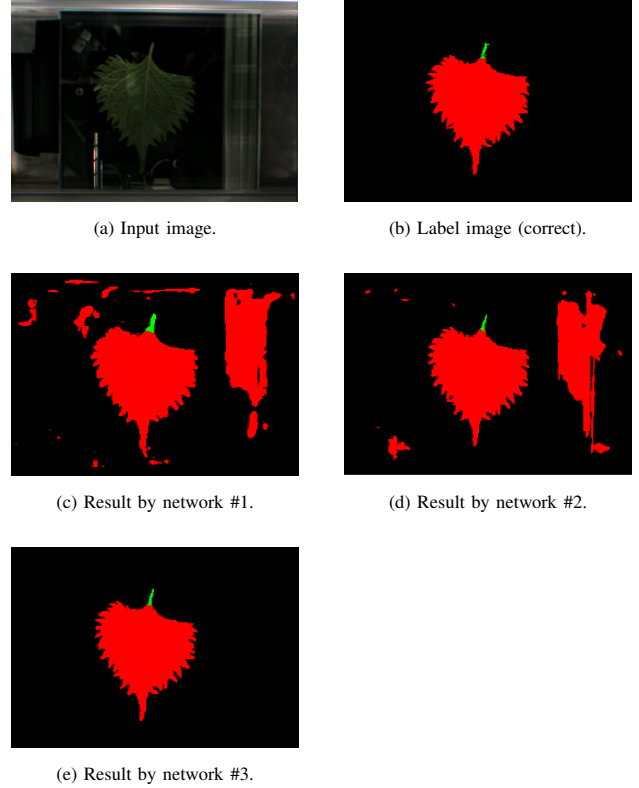 (a) Input image.
(b) Label image (correct).
(c) Result by network #1.
(d) Result by network #2.
(e) Result by network #3.